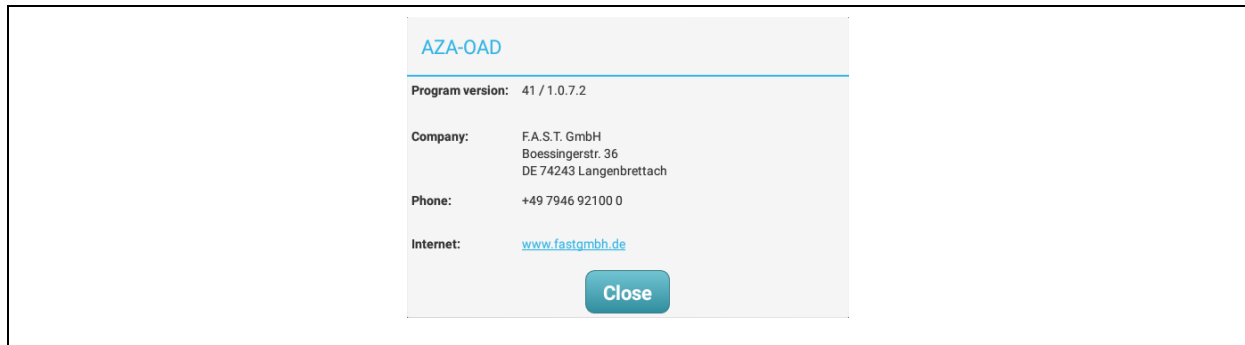 AZA-OAD
Program version: 41 / 1.0.7.2
Company: F.A.S.T. GmbH
Boessingerstr. 36
DE 74243 Langenbrettach
Phone: +49 7946 92100 0
Internet: www.fastgmbh.de
Close